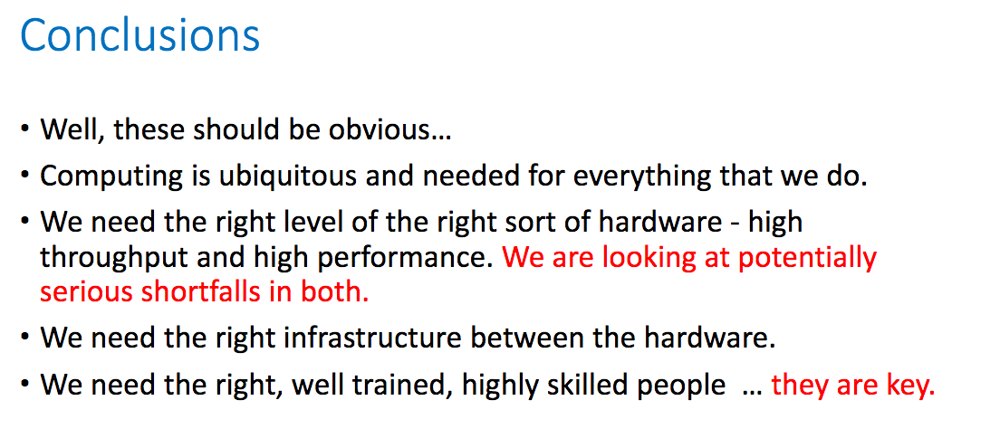 Conclusions
• Well, these should be obvious…
• Computing is ubiquitous and needed for everything that we do.
• We need the right level of the right sort of hardware - high
throughput and high performance. We are looking at potentially
serious shortfalls in both.
• We need the right infrastructure between the hardware.
• We need the right, well trained, highly skilled people … they are key.